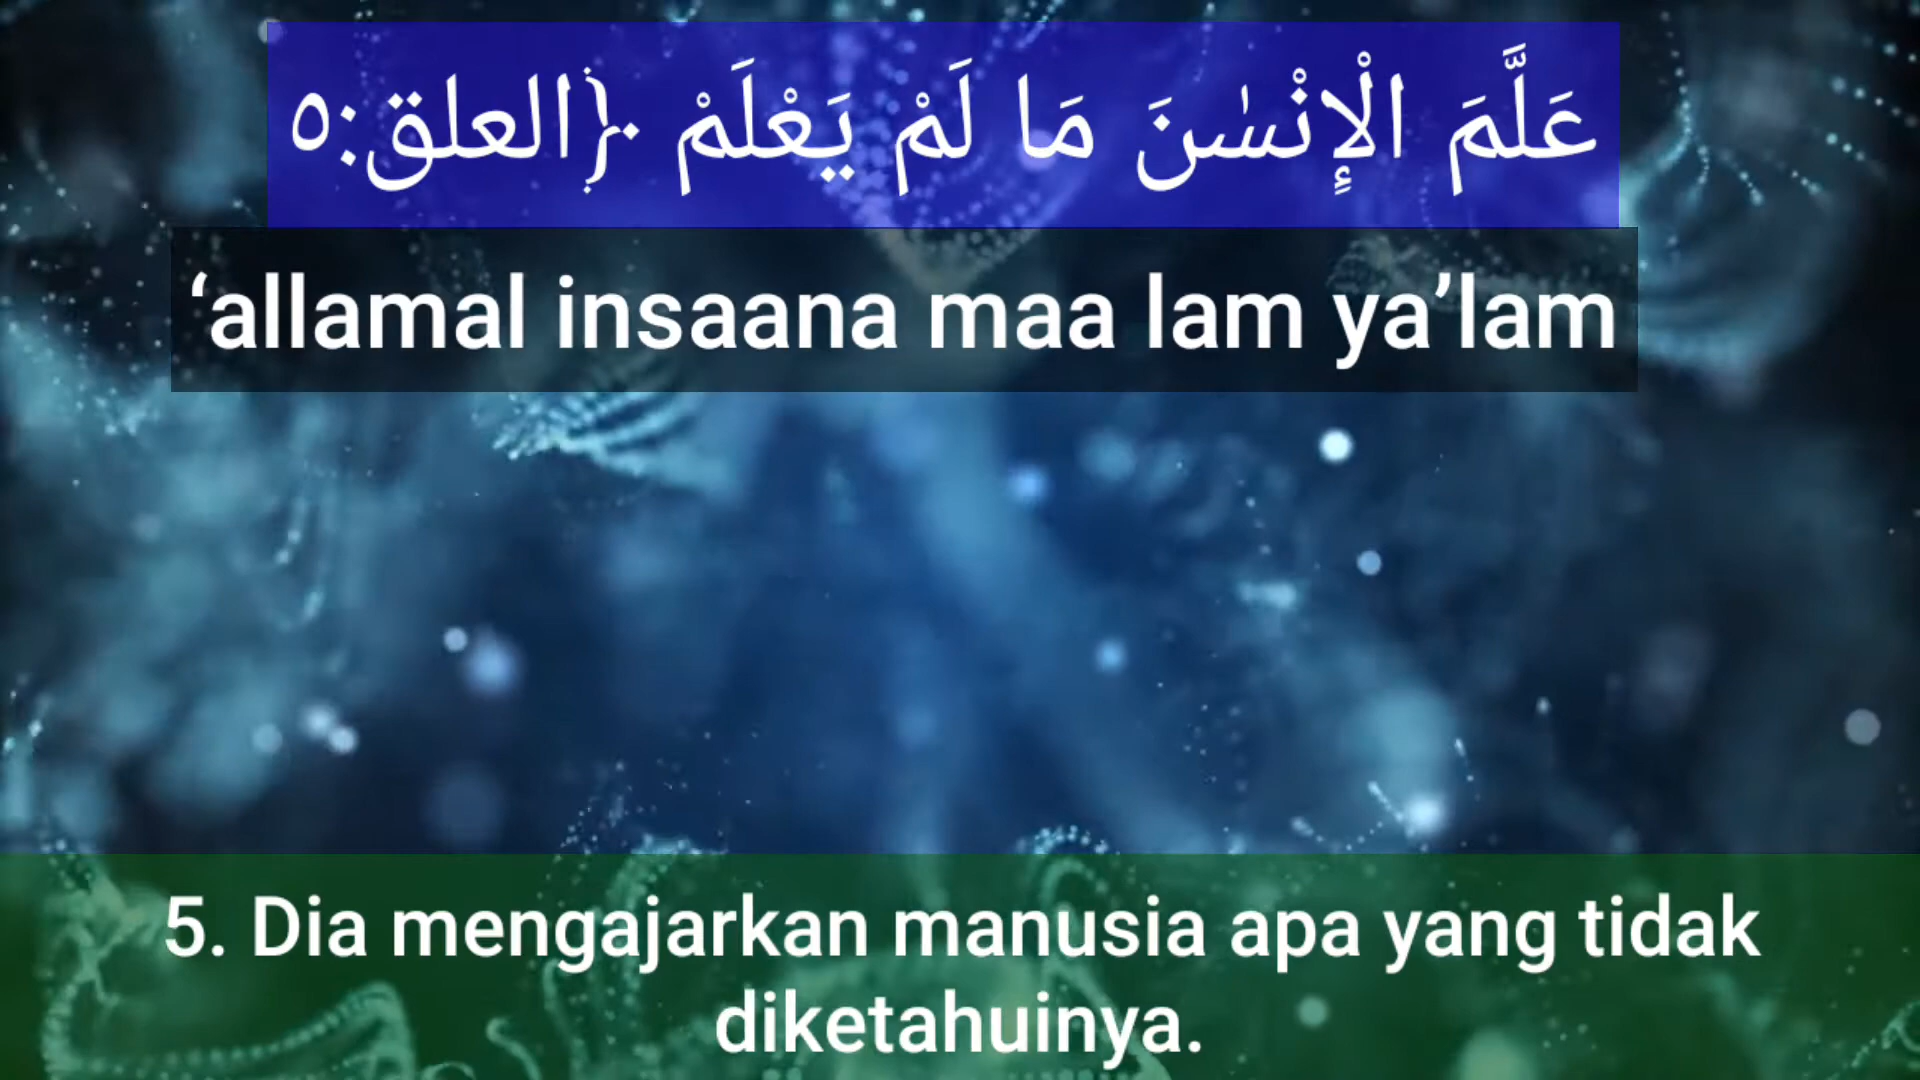 عَلَّمَ الْاِنْسٰنَ مَا لَمْ يَعْلَمْ ﴿العلق:٥
‘allamal insaana maa lam ya’lam
5. Dia mengajarkan manusia apa yang tidak
diketahuinya.